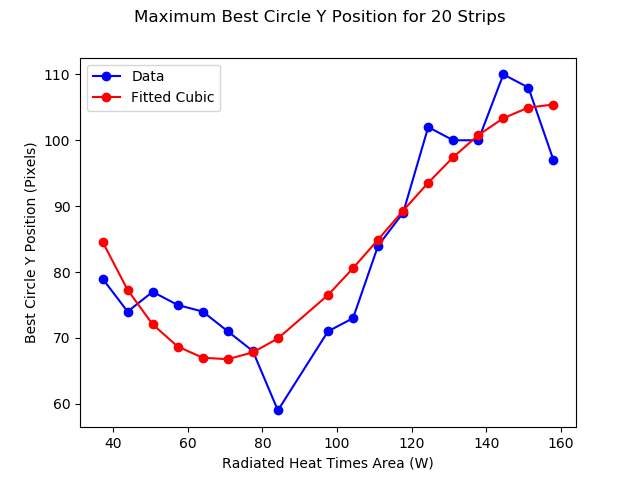 Maximum Best Circle Y Position for 20 Strips
Data
Fitted Cubic
Best Circle Y Position (Pixels)
110
100
90
80
70
60
40 60 80 100 120 140 160
Radiated Heat Times Area (W)